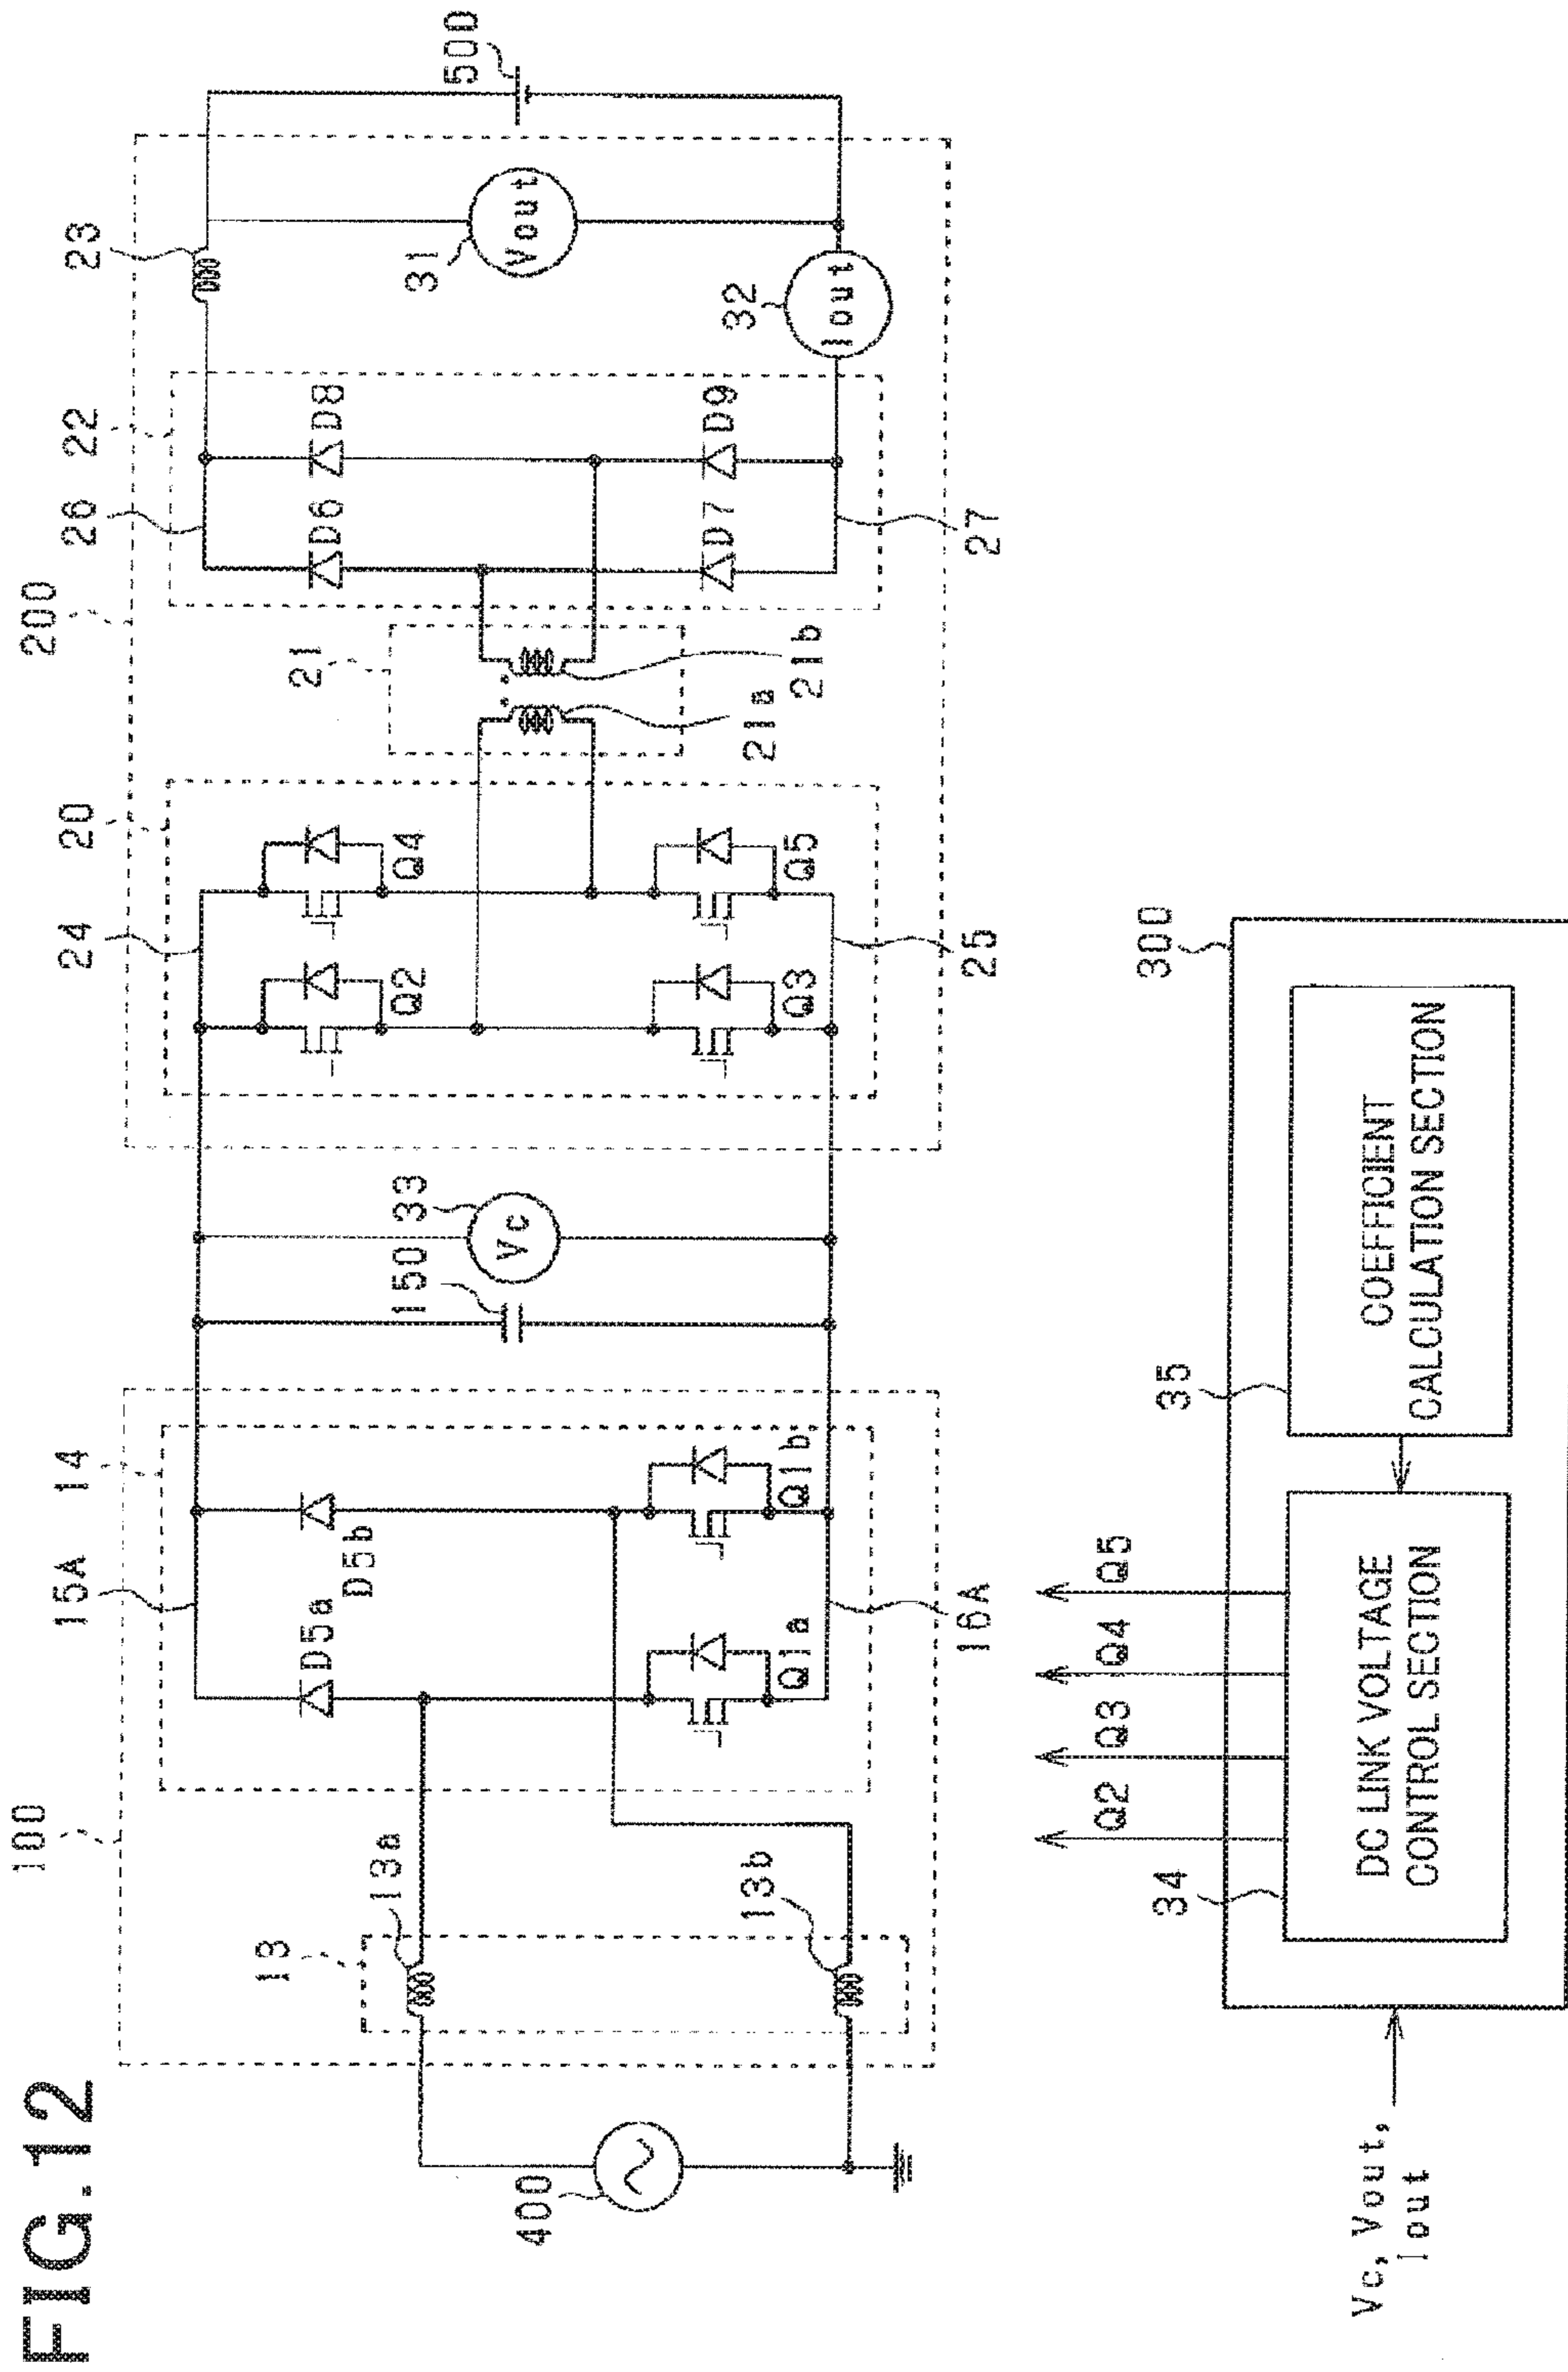 FIG.12
100
200
13
13a
13b
15A
14
D5a
D5b
Q1a
Q1b
16A
400
150
33
Vc
24
20
Q2
Q4
Q3
Q5
25
21
21a
21b
26
22
23
D6
D8
D7
D9
27
31
Vout
32
Iout
500
Vc, Vout,
Iout
300
34
35
Q2
Q3
Q4
Q5
DC LINK VOLTAGE
CONTROL SECTION
COEFFICIENT
CALCULATION SECTION